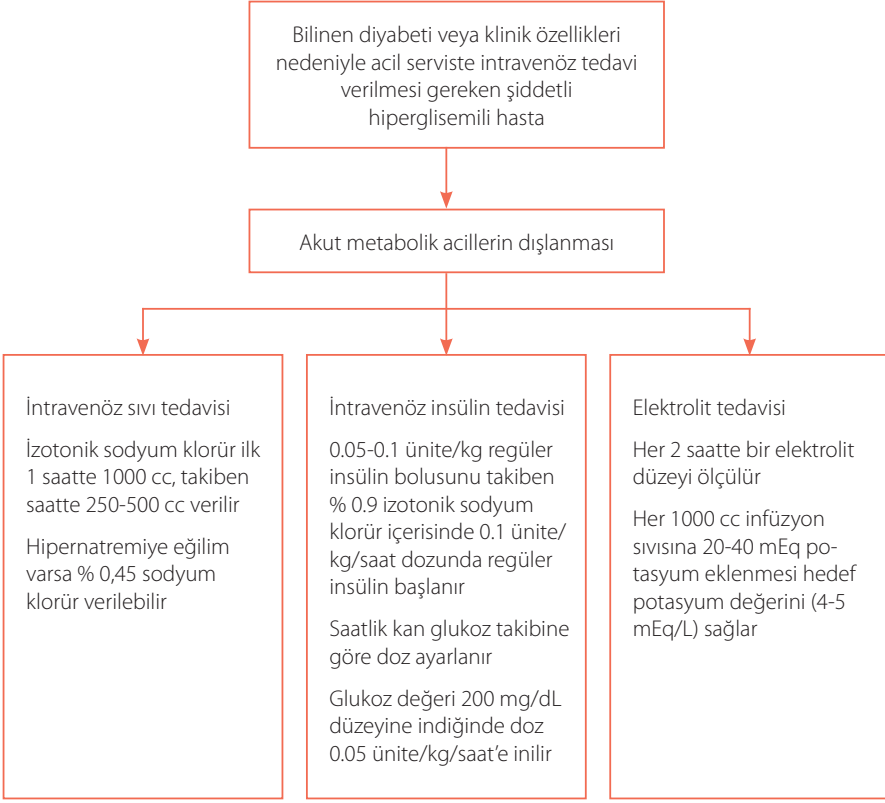 Bilinen diyabeti veya klinik özellikleri
nedeniyle acil serviste intravenöz tedavi
verilmesi gereken şiddetli
hiperglisemili hasta
Akut metabolik acillerin dışlanması
İntravenöz sıvı tedavisi
İzotonik sodyum klorür ilk
1 saatte 1000 cc, takiben
saatte 250-500 cc verilir
Hipernatremiye eğilim
varsa % 0,45 sodyum
klorür verilebilir
İntravenöz insülin tedavisi
0.05-0.1 ünite/kg regüler
insülin bolusunu takiben
% 0.9 izotonik sodyum
klorür içerisinde 0.1 ünite/
kg/saat dozunda regüler
insülin başlanır
Saatlik kan glukoz takibine
göre doz ayarlanır
Glukoz değeri 200 mg/dL
düzeyine indiğinde doz
0.05 ünite/kg/saat’e inilir
Elektrolit tedavisi
Her 2 saatte bir elektrolit
düzeyi ölçülür
Her 1000 cc infüzyon
sıvısına 20-40 mEq po-
tasyum eklenmesi hedef
potasyum değerini (4-5
mEq/L) sağlar